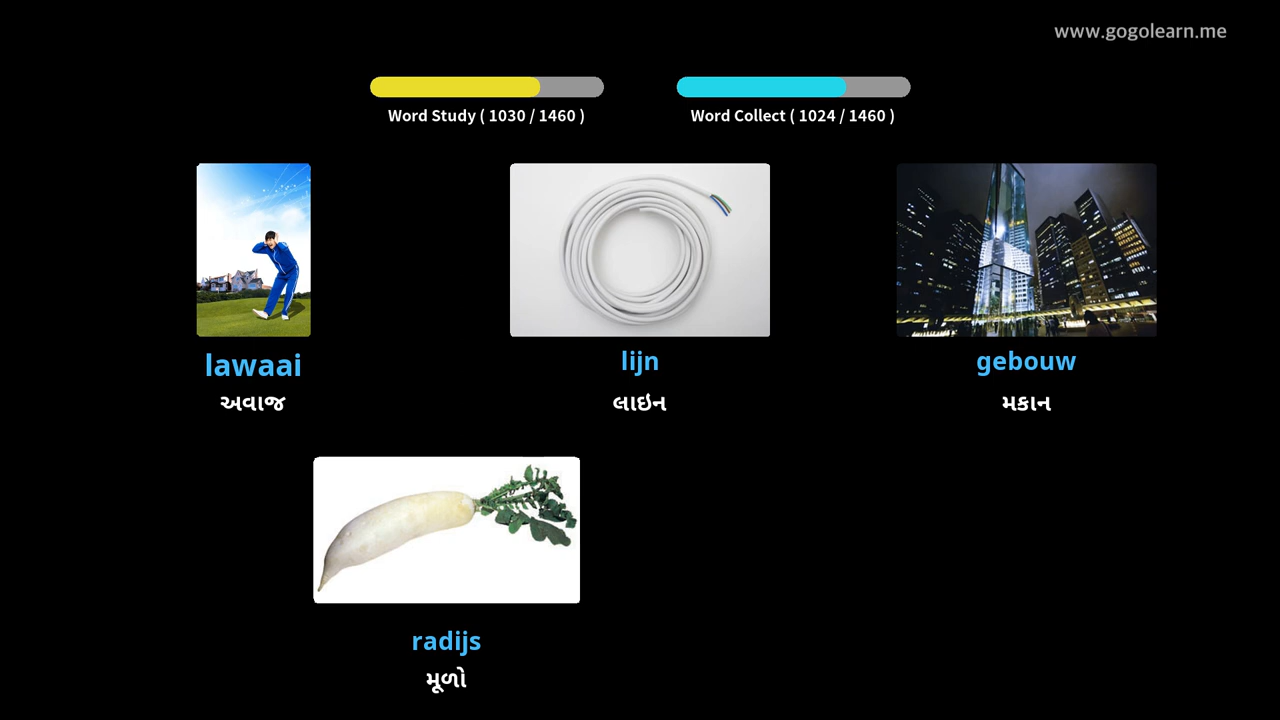 www.gogolearn.me
Word Study ( 1030 / 1460 )
Word Collect ( 1024 / 1460 )
lawaai
અવાજ
lijn
લાઇન
gebouw
મકાન
radijs
મૂળો